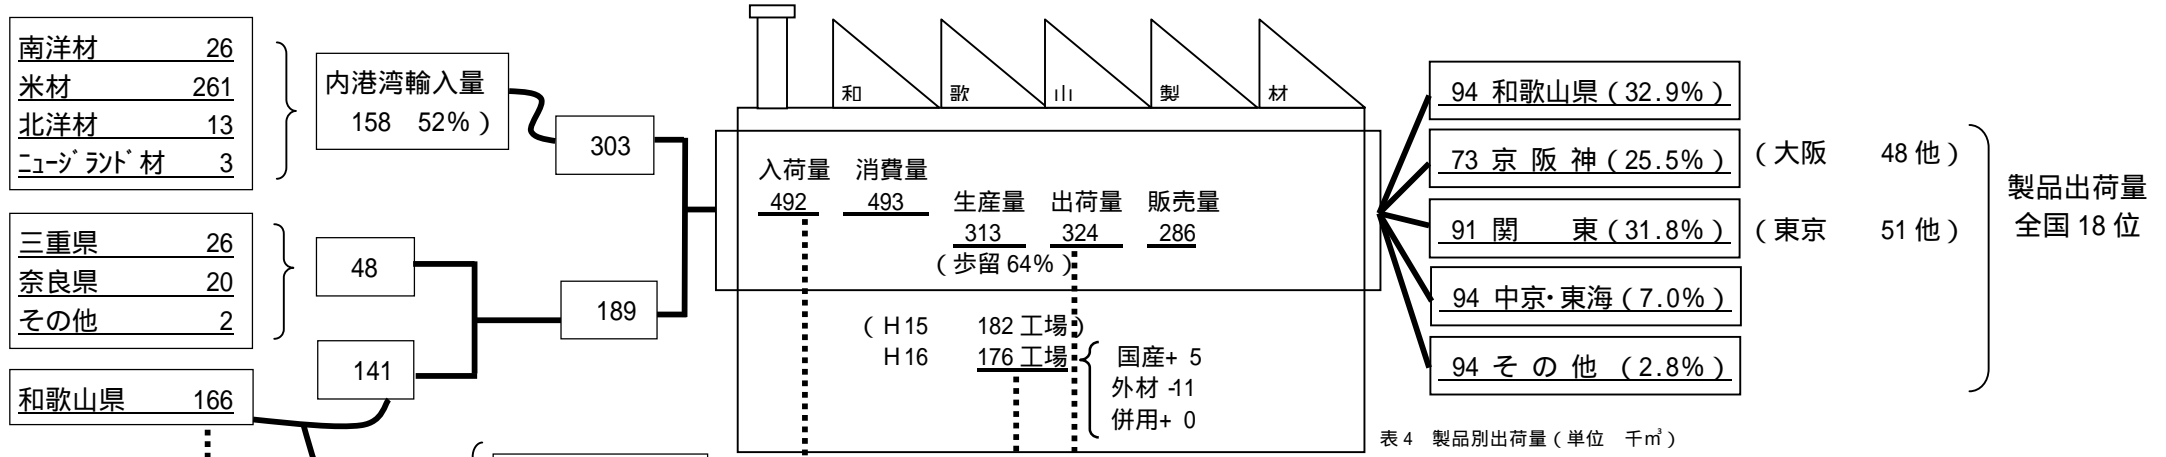 南洋材 26
米材 261
北洋材 13
ﾆｭｰｼﾞﾗﾝﾄﾞ材 3
内港湾輸入量
158 52%）
303
三重県 26
奈良県 20
その他 2
48
189
141
和歌山県 166
和 歌 山 製 材
入荷量 消費量
492 493
生産量 出荷量 販売量
313 324 286
（歩留 64%）
（H15 182 工場）
H16 176 工場
国産+ 5
外材 -11
併用+ 0
94 和歌山県（32.9%）
73 京 阪 神（25.5%） （大阪 48 他）
91 関 東（31.8%） （東京 51 他）
94 中京･東海（7.0%）
94 そ の 他 （2.8%）
製品出荷量
全国 18 位
表 4 製品別出荷量（単位 千㎥）